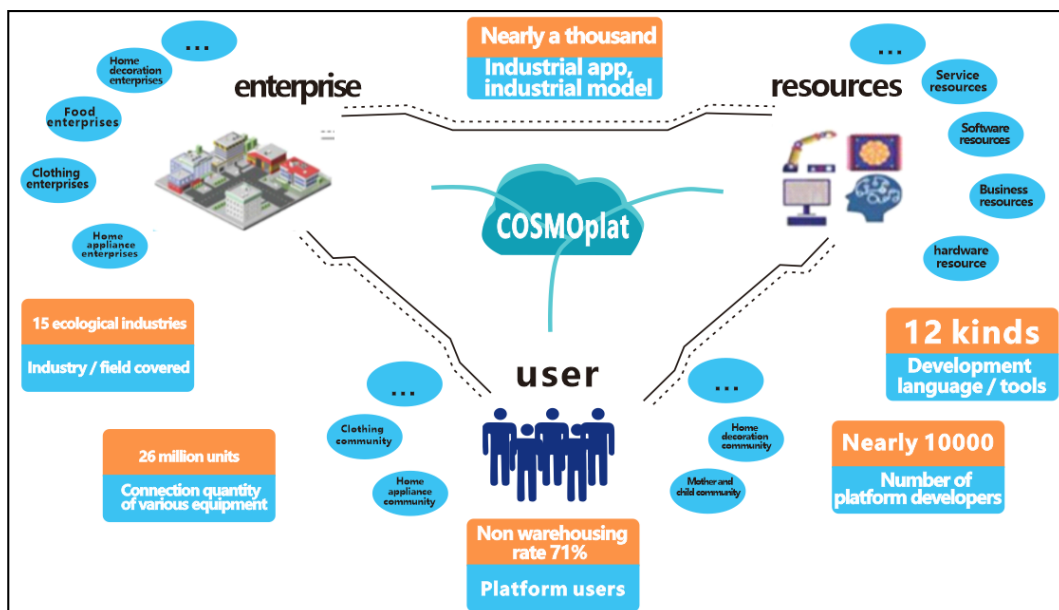 ...
Home
decoration
enterprises
Food
enterprises
Clothing
enterprises
Home
appliance
enterprises
enterprise
Nearly a thousand
Industrial app,
industrial model
resources
...
Service
resources
Software
resources
Business
resources
hardware
resource
COSMOplat
15 ecological industries
Industry / field covered
12 kinds
Development
language / tools
user
...
Clothing
community
Home
appliance
community
...
Home
decoration
community
Mother and
child community
26 million units
Connection quantity
of various equipment
Nearly 10000
Number of
platform developers
Non warehousing
rate 71%
Platform users